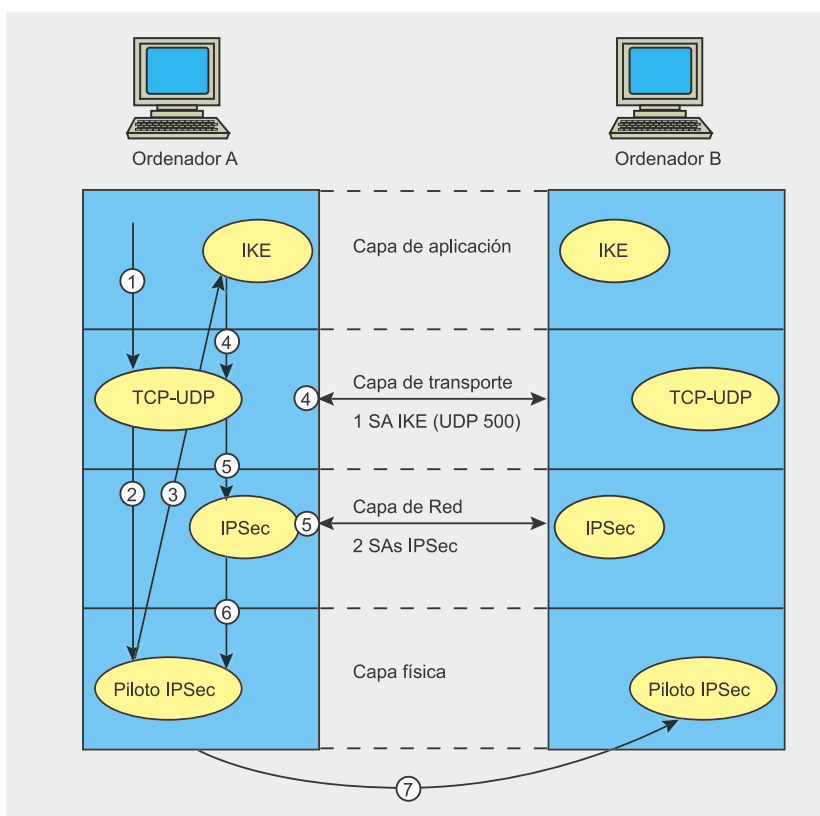 Ordenador A
Ordenador B
IKE
Capa de aplicación
IKE
1
4
TCP-UDP
4
Capa de transporte
1 SA IKE (UDP 500)
TCP-UDP
2
3
5
IPSec
5
Capa de Red
2 SAs IPSec
IPSec
6
Piloto IPSec
Capa física
Piloto IPSec
7